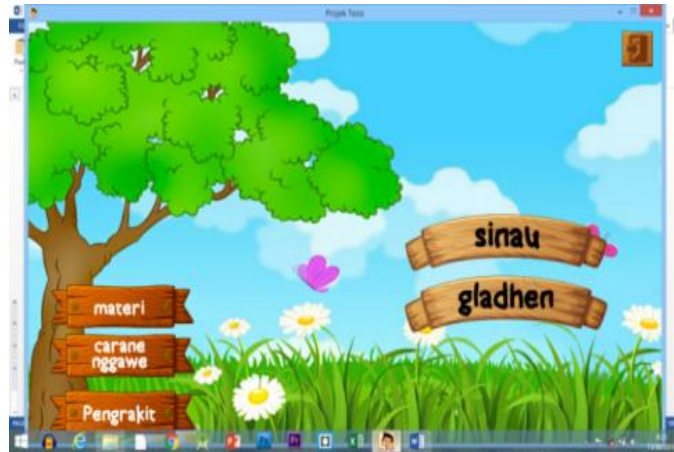 Projek Tesis
sinau
gladhen
materi
carane
nggawe
Pengrakit